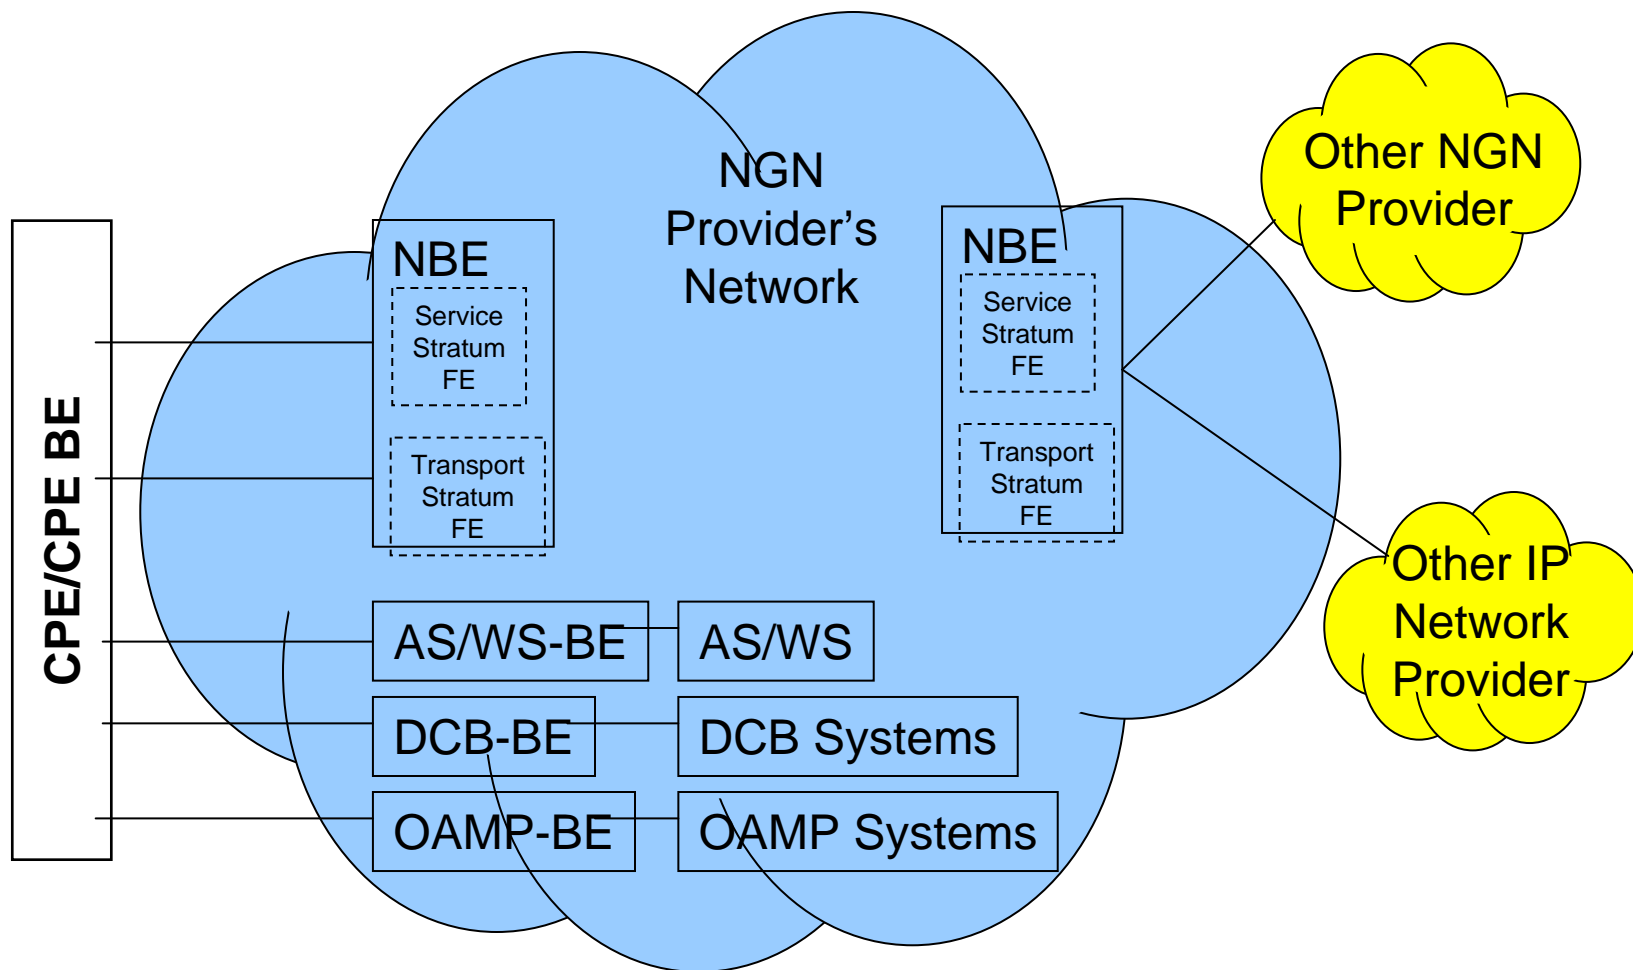 CPE/CPE BE
NBE
Service
Stratum
FE
Transport
Stratum
FE
NGN
Provider’s
Network
NBE
Service
Stratum
FE
Transport
Stratum
FE
Other NGN
Provider
Other IP
Network
Provider
AS/WS-BE
AS/WS
DCB-BE
DCB Systems
OAMP-BE
OAMP Systems